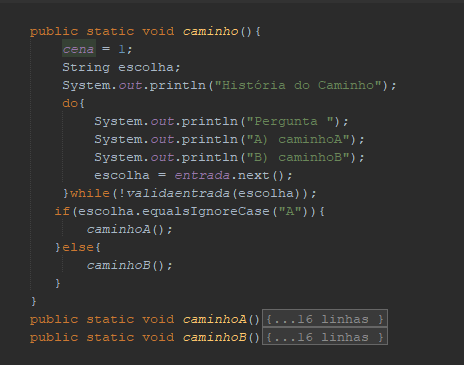 public static void caminho(){
cena = 1;
String escolha;
System.out.println("História do Caminho");
do{
System.out.println("Pergunta ");
System.out.println("A) caminhoA");
System.out.println("B) caminhoB");
escolha = entrada.next();
}while(!validaentrada(escolha));
if(escolha.equalsIgnoreCase("A")){
caminhoA();
}else{
caminhoB();
}
}
public static void caminhoA(){...16 linhas }
public static void caminhoB(){...16 linhas }